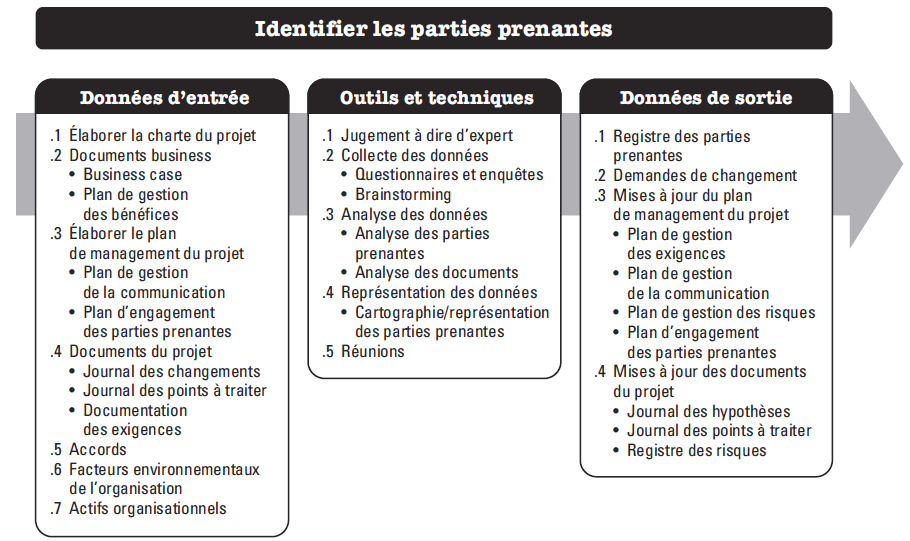 Identifier les parties prenantes
Données d'entrée
.1 Élaborer la charte du projet
.2 Documents business
• Business case
• Plan de gestion
des bénéfices
.3 Élaborer le plan
de management du projet
• Plan de gestion
de la communication
• Plan d'engagement
des parties prenantes
.4 Documents du projet
• Journal des changements
• Journal des points à traiter
• Documentation
des exigences
.5 Accords
.6 Facteurs environnementaux
de l'organisation
.7 Actifs organisationnels
Outils et techniques
.1 Jugement à dire d'expert
.2 Collecte des données
• Questionnaires et enquêtes
• Brainstorming
.3 Analyse des données
• Analyse des parties
prenantes
• Analyse des documents
.4 Représentation des données
• Cartographie/représentation
des parties prenantes
.5 Réunions
Données de sortie
.1 Registre des parties
prenantes
.2 Demandes de changement
.3 Mises à jour du plan
de management du projet
• Plan de gestion
des exigences
• Plan de gestion
de la communication
• Plan de gestion des risques
• Plan d'engagement
des parties prenantes
.4 Mises à jour des documents
du projet
• Journal des hypothèses
• Journal des points à traiter
• Registre des risques